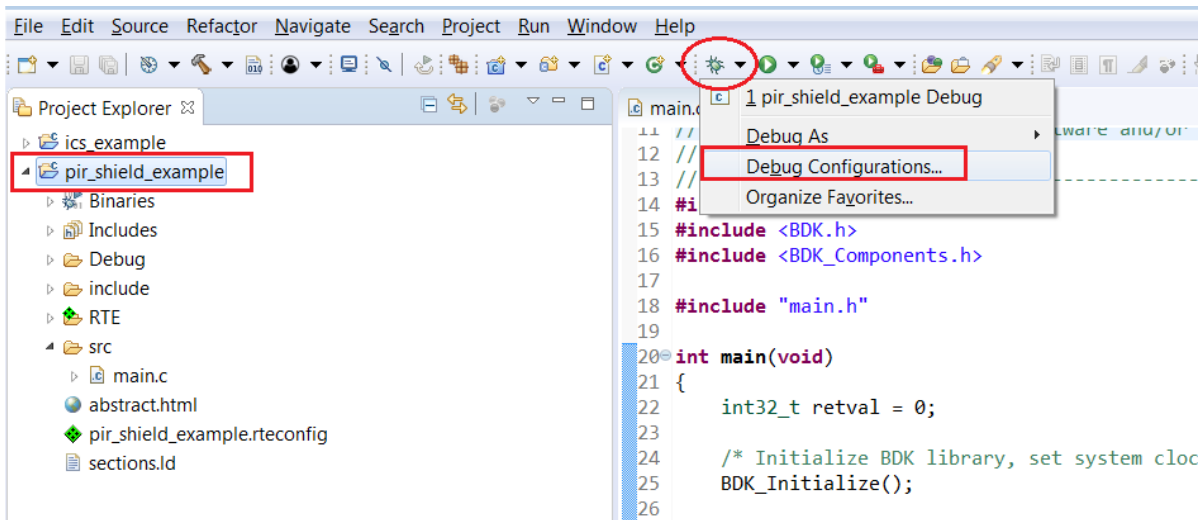 File Edit Source Refactor Navigate Search Project Run Window Help
010
Project Explorer
ics_example
pir_shield_example
Binaries
Includes
Debug
include
RTE
src
main.c
abstract.html
pir_shield_example.rteconfig
sections.ld
1 pir_shield_example Debug
Debug As
Debug Configurations...
Organize Favorites...
11 // and/or
12 //
13 // ------------
14 #i
15 #include <BDK.h>
16 #include <BDK_Components.h>
17
18 #include "main.h"
19
20 int main(void)
21 {
22 int32_t retval = 0;
23
24 /* Initialize BDK library, set system cloc
25 BDK_Initialize();
26